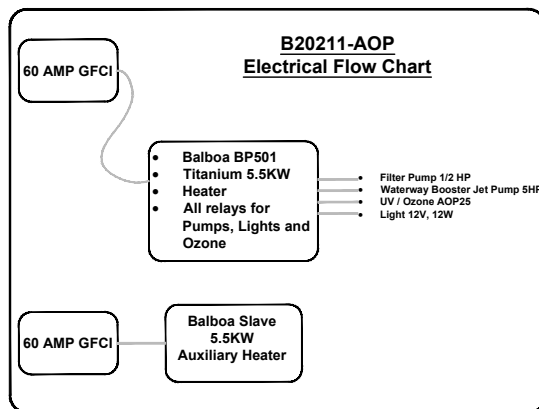 B20211-AOP
Electrical Flow Chart
60 AMP GFCI
• Balboa BP501
• Titanium 5.5KW
• Heater
• All relays for
Pumps, Lights and
Ozone
• Filter Pump 1/2 HP
• Waterway Booster Jet Pump 5HP
• UV / Ozone AOP25
• Light 12V, 12W
60 AMP GFCI
Balboa Slave
5.5KW
Auxiliary Heater